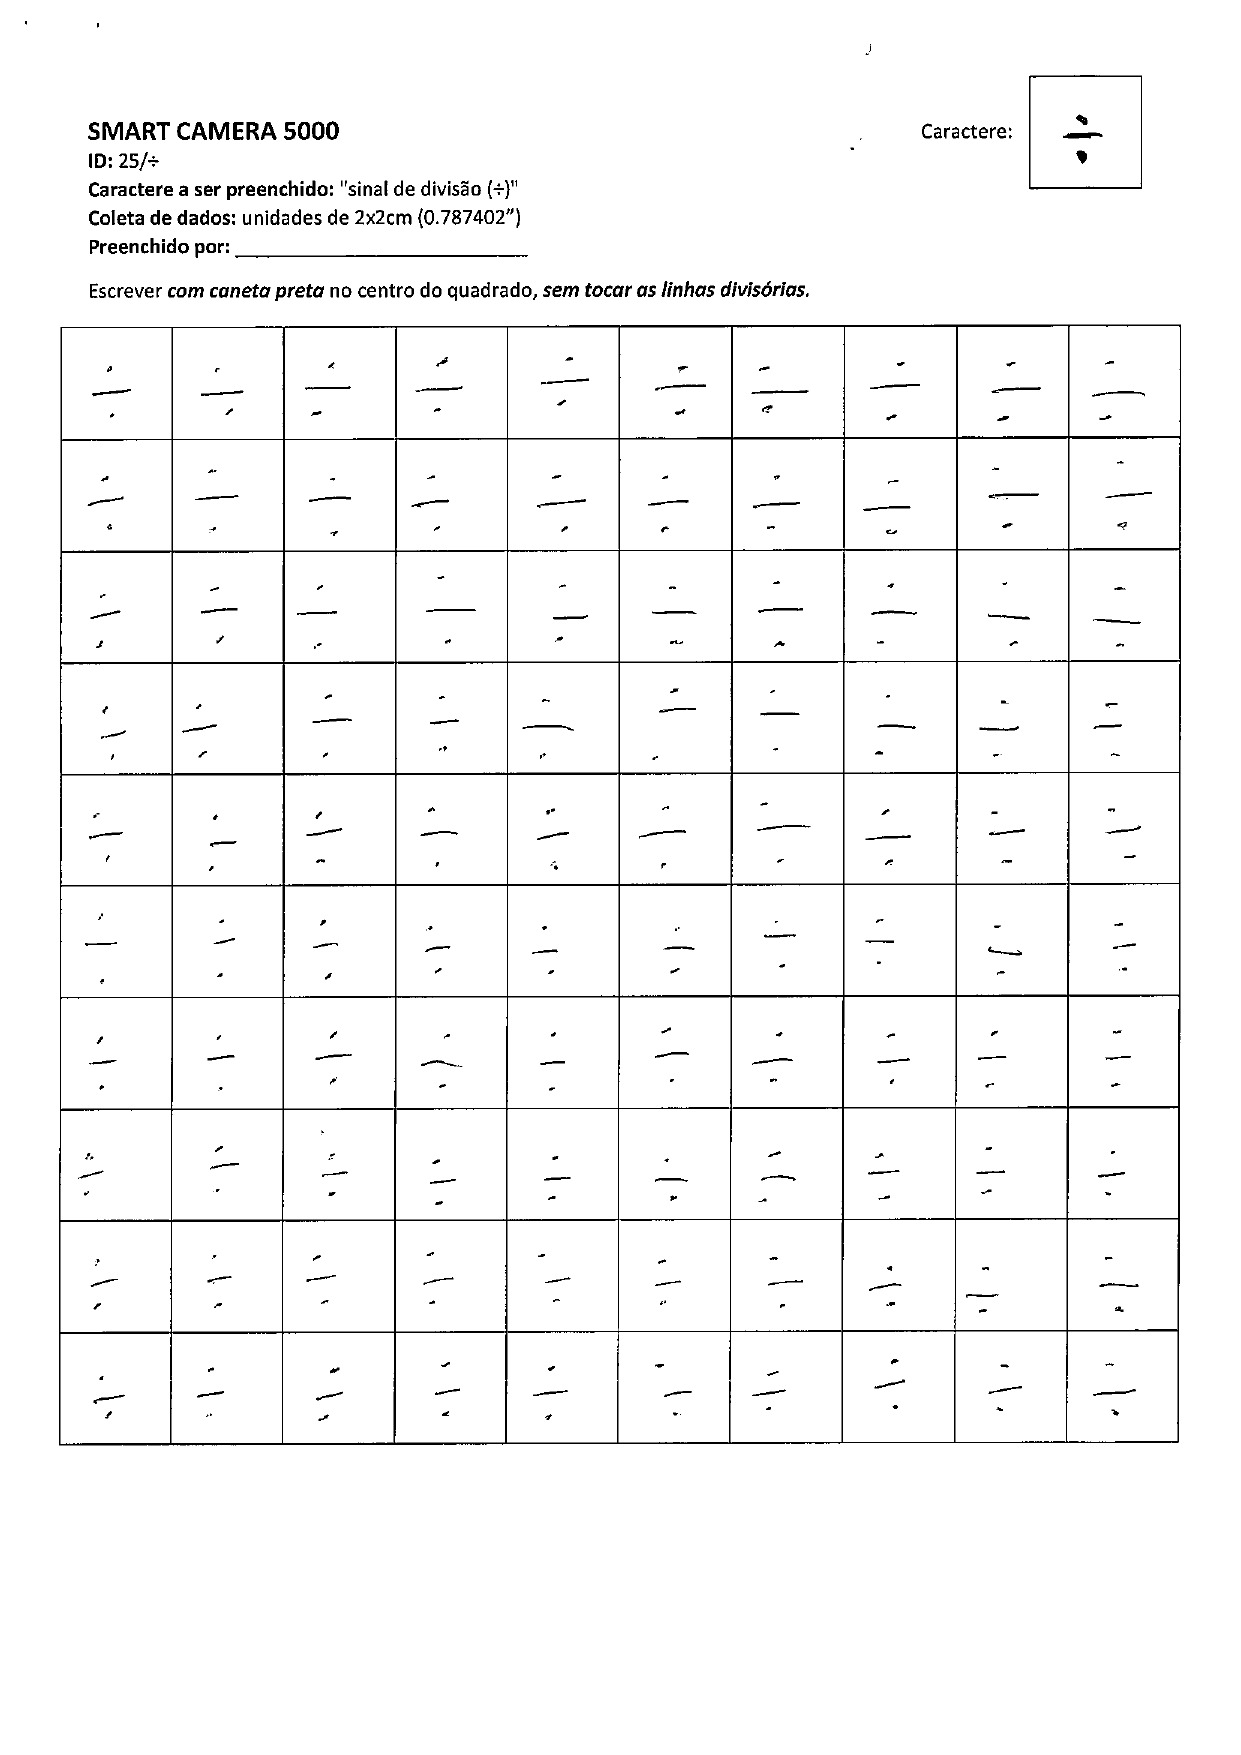 SMART CAMERA 5000
Caractere: ÷
ID: 25/÷
Caractere a ser preenchido: "sinal de divisão (÷)"
Coleta de dados: unidades de 2x2cm (0.787402”)
Preenchido por: ___________________________
Escrever com caneta preta no centro do quadrado, sem tocar as linhas divisórias.
÷ ÷ ÷ ÷ ÷ ÷ ÷ ÷ ÷ ÷
÷ ÷ ÷ ÷ ÷ ÷ ÷ ÷ ÷ ÷
÷ ÷ ÷ ÷ ÷ ÷ ÷ ÷ ÷ ÷
÷ ÷ ÷ ÷ ÷ ÷ ÷ ÷ ÷ ÷
÷ ÷ ÷ ÷ ÷ ÷ ÷ ÷ ÷ ÷
÷ ÷ ÷ ÷ ÷ ÷ ÷ ÷ ÷ ÷
÷ ÷ ÷ ÷ ÷ ÷ ÷ ÷ ÷ ÷
÷ ÷ ÷ ÷ ÷ ÷ ÷ ÷ ÷ ÷
÷ ÷ ÷ ÷ ÷ ÷ ÷ ÷ ÷ ÷
÷ ÷ ÷ ÷ ÷ ÷ ÷ ÷ ÷ ÷